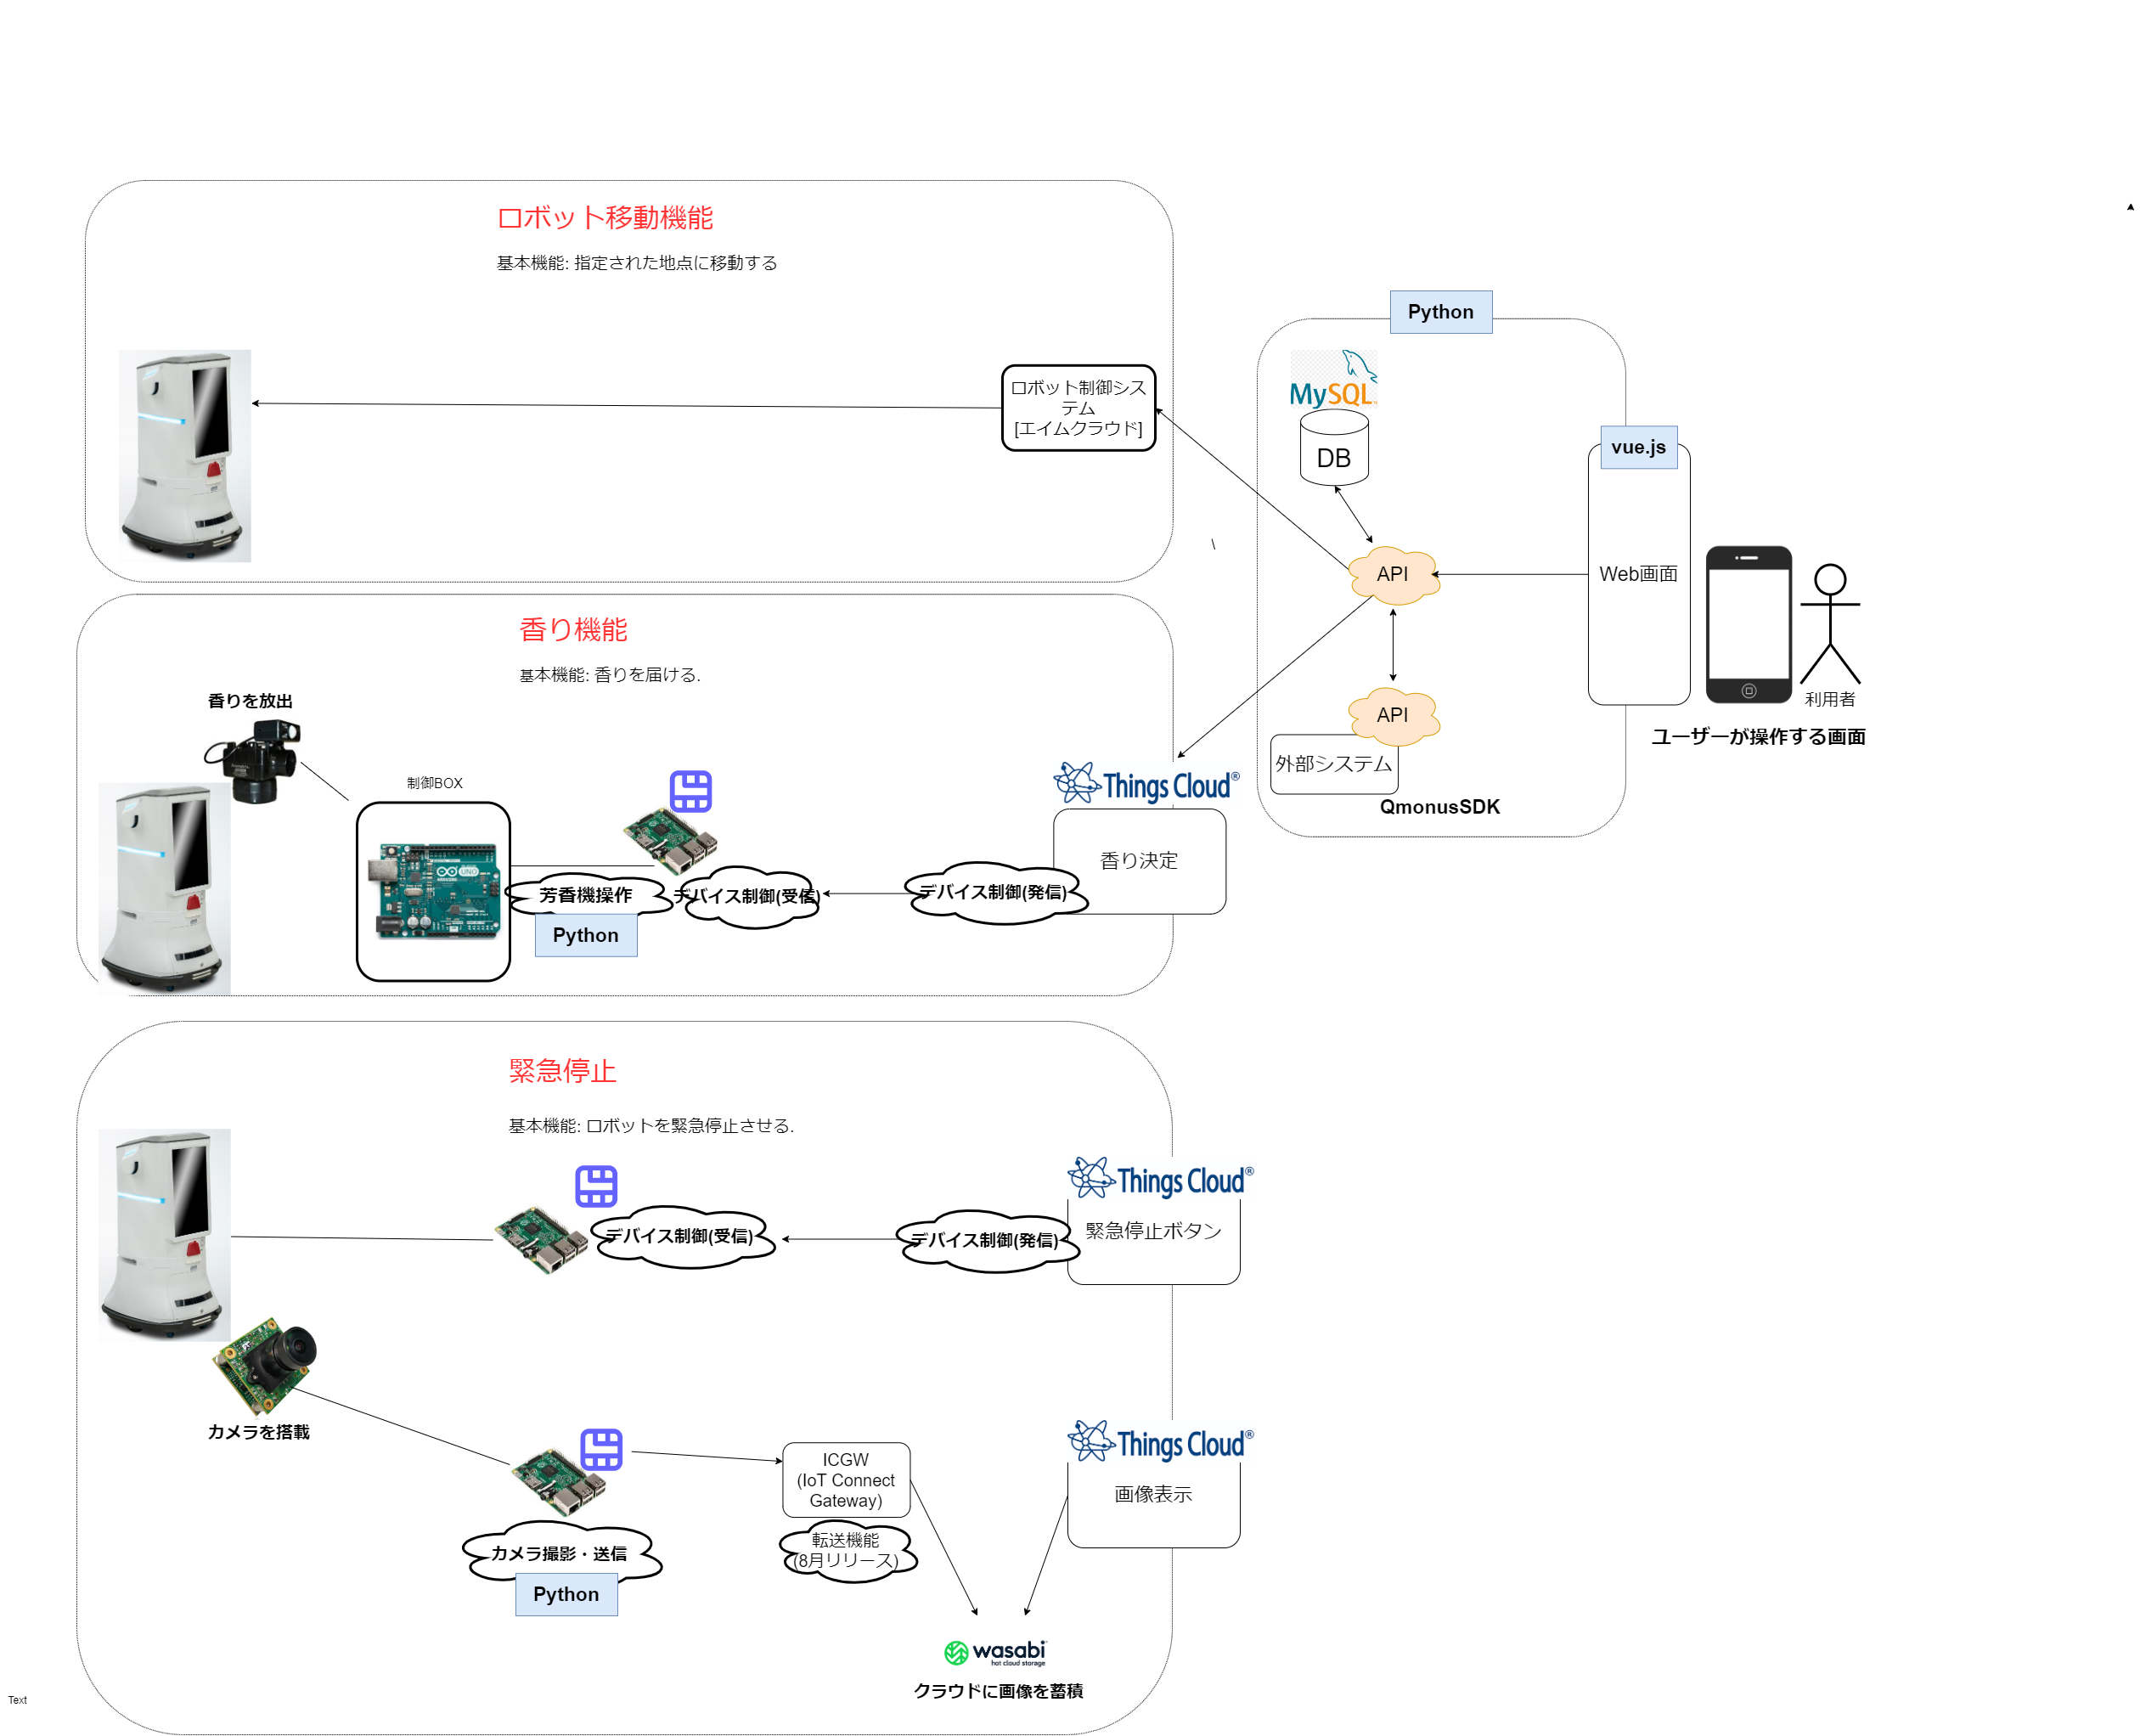 ロボット移動機能
基本機能: 指定された地点に移動する
ロボット制御シス
テム
[エイムクラウド]
Python
MySQL
DB
API
API
外部システム
QmonusSDK
vue.js
Web画面
利用者
ユーザーが操作する画面
\
香り機能
基本機能: 香りを届ける.
香りを放出
制御BOX
芳香機操作
Python
デバイス制御(受信)
デバイス制御(発信)
Things Cloud®
香り決定
緊急停止
基本機能: ロボットを緊急停止させる.
デバイス制御(受信)
デバイス制御(発信)
Things Cloud®
緊急停止ボタン
カメラを搭載
カメラ撮影・送信
Python
ICGW
(IoT Connect
Gateway)
転送機能
(8月リリース)
Things Cloud®
画像表示
wasabi
hot cloud storage
クラウドに画像を蓄積
Text